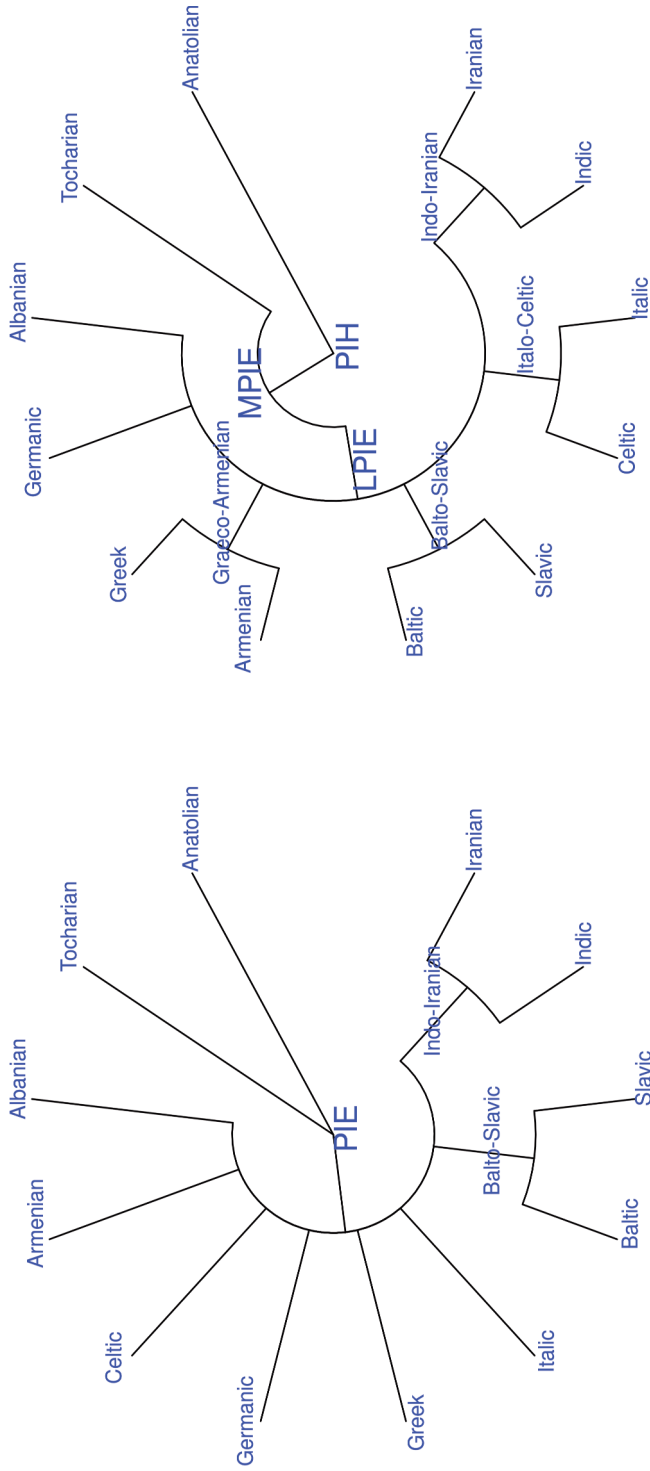 Anatolian
Tocharian
Albanian
Germanic
Greek
Graeco-Armenian
Armenian
MPIE
PIH
LPIE
Balto-Slavic
Baltic
Slavic
Italo-Celtic
Celtic
Italic
Indo-Iranian
Indic
Iranian
Anatolian
Tocharian
Albanian
Armenian
Celtic
Germanic
PIE
Greek
Italic
Balto-Slavic
Baltic
Slavic
Indo-Iranian
Indic
Iranian